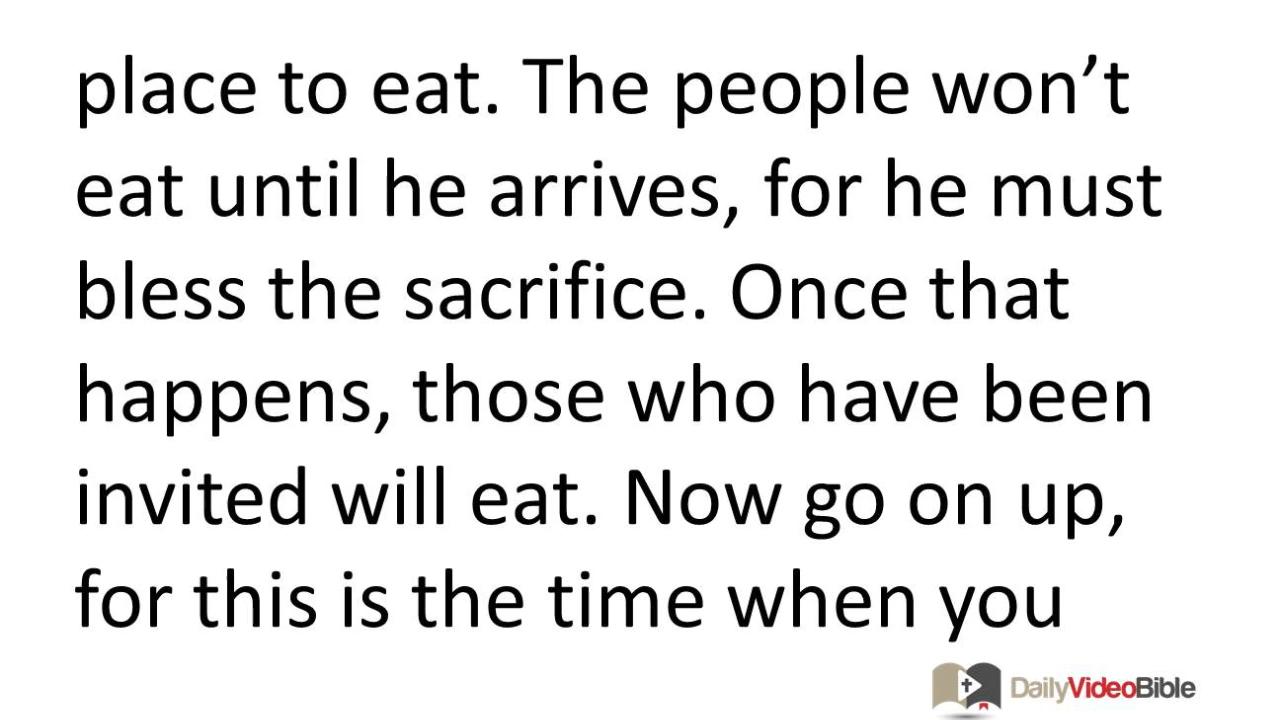 place to eat. The people won’t
eat until he arrives, for he must
bless the sacrifice. Once that
happens, those who have been
invited will eat. Now go on up,
for this is the time when you
DailyVideoBible